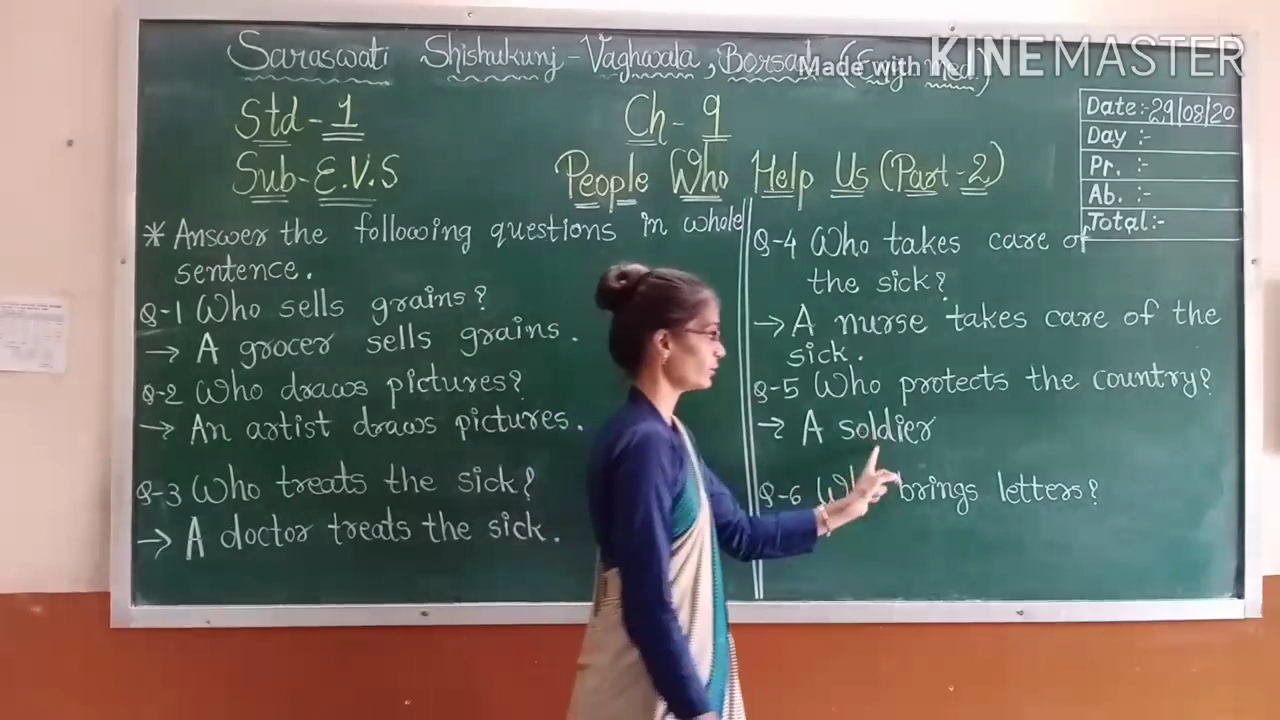 Saraswati Shishukunj - Vaghwala, Borsad (Eng. Med.)
Made with KINEMASTER
Std - 1
Ch - 9
Sub - E.V.S
People Who Help Us (Part - 2)
Date:- 29/08/20
Day :-
Pr. :-
Ab. :-
Total:-
* Answer the following questions in whole
sentence.
Q-1 Who sells grains?
→ A grocer sells grains.
Q-2 Who draws pictures?
→ An artist draws pictures.
Q-3 Who treats the sick?
→ A doctor treats the sick.
Q-4 Who takes care of
the sick?
→ A nurse takes care of the
sick.
Q-5 Who protects the country?
→ A soldier
Q-6 Who brings letters?